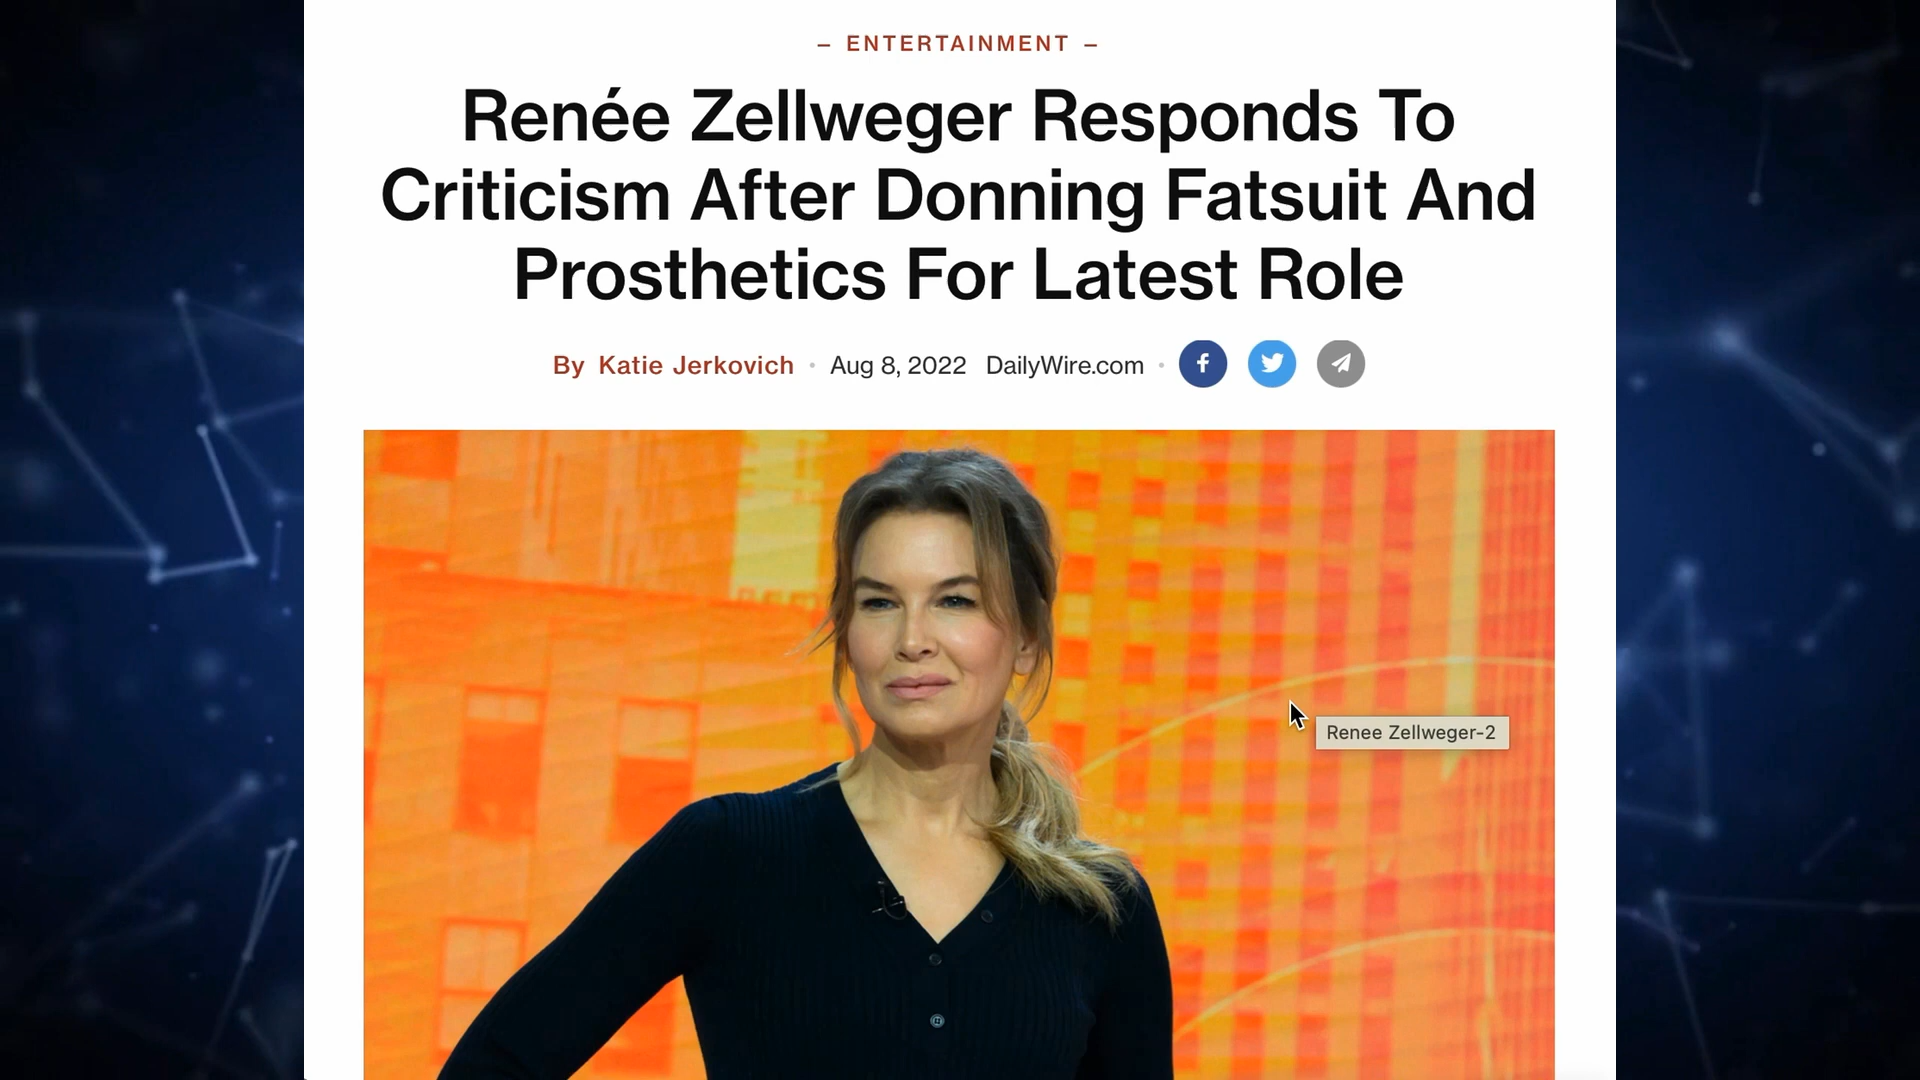 – ENTERTAINMENT –
Renée Zellweger Responds To
Criticism After Donning Fatsuit And
Prosthetics For Latest Role
By Katie Jerkovich • Aug 8, 2022 DailyWire.com •
Renee Zellweger-2